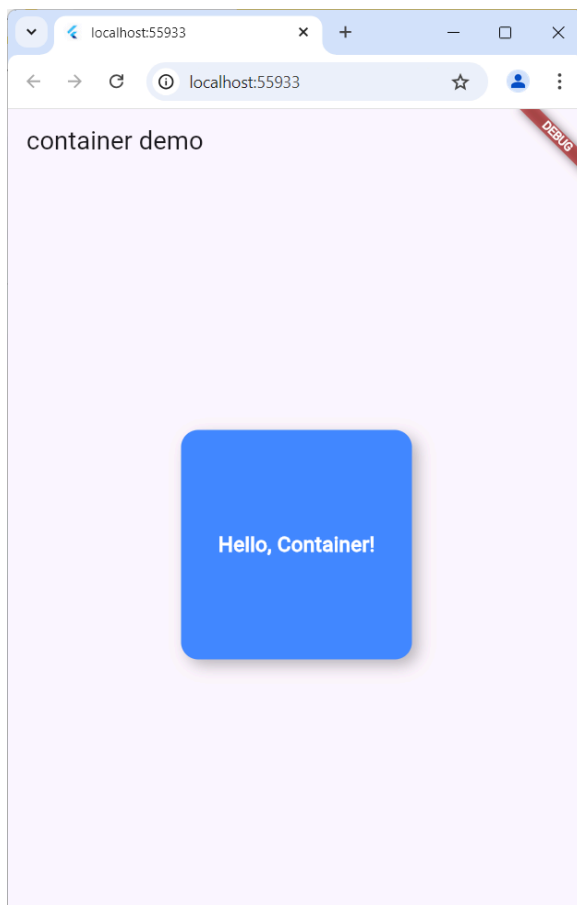 localhost:55933
localhost:55933
container demo
DEBUG
Hello, Container!